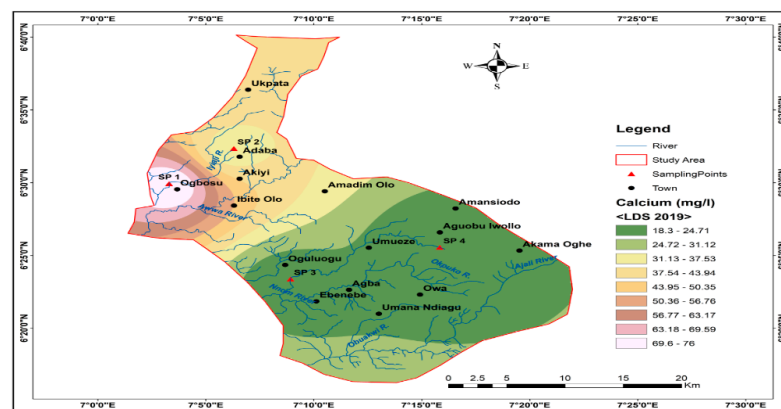 7°0'0"E 7°5'0"E 7°10'0"E 7°15'0"E 7°20'0"E 7°30'0"E
6°40'0"N
6°35'0"N
6°30'0"N
6°25'0"N
6°20'0"N
N
W E
S
Ukpata
SP 2
Adaba
Iyaji R.
Akiyi
SP 1
Ogbosu
Ibite Olo
Awwa River
Amadim Olo
Amansiodo
Aguobu Iwollo
SP 4
Umueze
Akama Oghe
Oguluogu
SP 3
Okpuko R.
Ajali River
Agba
Owa
Ebenebe
Umana Ndiagu
Obuakei R.
Legend
River
Study Area
SamplingPoints
Town
Calcium (mg/l)
<LDS 2019>
18.3 - 24.71
24.72 - 31.12
31.13 - 37.53
37.54 - 43.94
43.95 - 50.35
50.36 - 56.76
56.77 - 63.17
63.18 - 69.59
69.6 - 76
0 2.5 5 10 15 20
Km
7°0'0"E 7°5'0"E 7°10'0"E 7°15'0"E 7°20'0"E 7°30'0"E